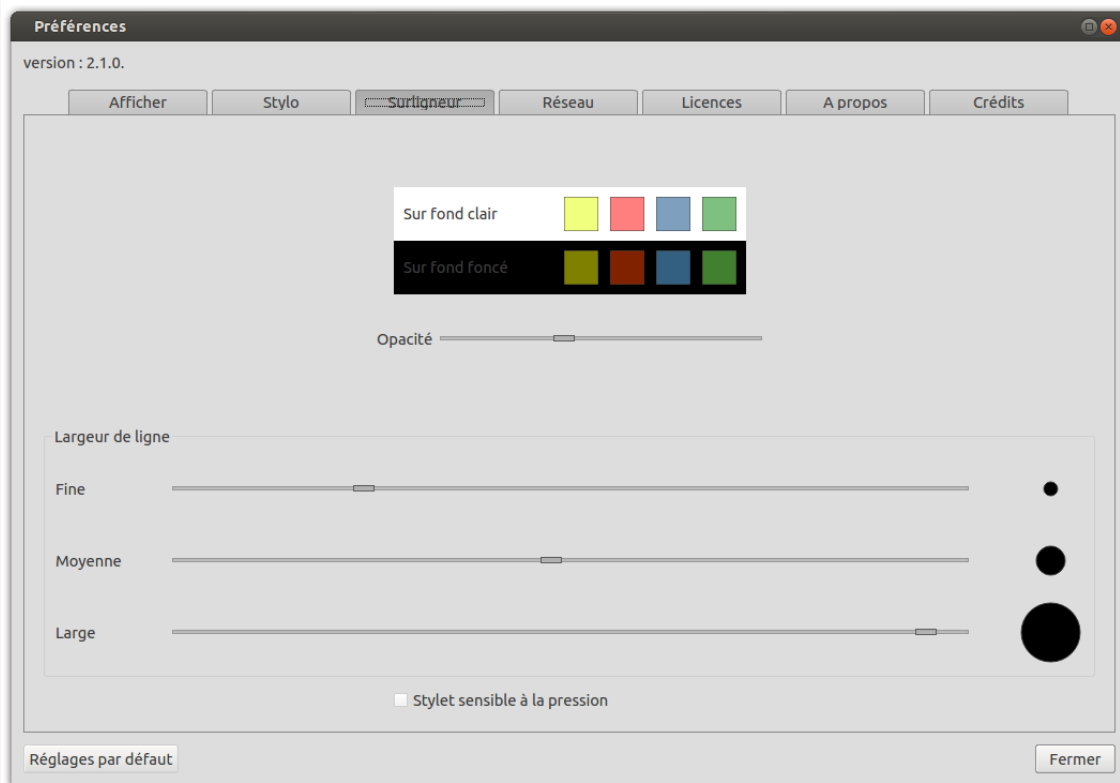 Préférences
version : 2.1.0.
Afficher Stylo Surligneur Réseau Licences A propos Crédits
Sur fond clair
Sur fond foncé
Opacité
Largeur de ligne
Fine
Moyenne
Large
Stylet sensible à la pression
Réglages par défaut Fermer